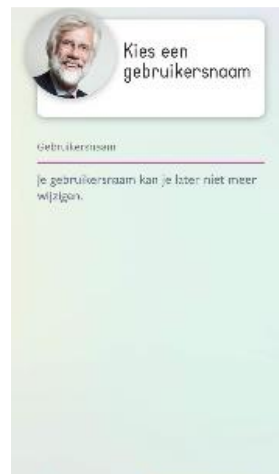 Kies een
gebruikersnaam
Gebruikersnaam
Je gebruikersnaam kan je later niet meer
wijzigen.